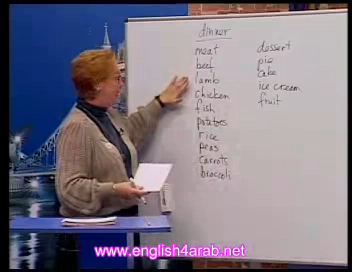 dinner
meat
beef
lamb
chicken
fish
potatoes
rice
peas
carrots
broccoli
dessert
pie
cake
ice cream
fruit
www.english4arab.net